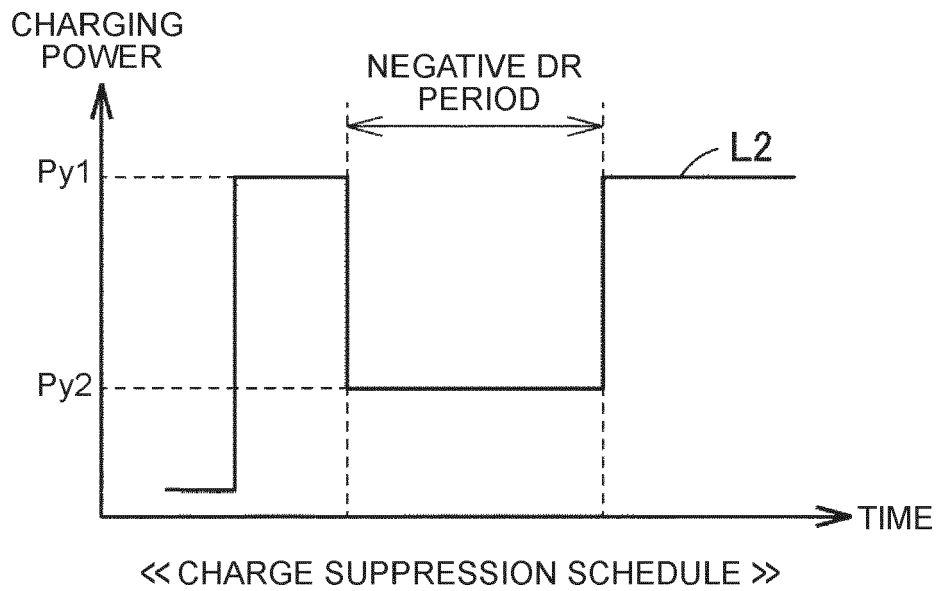 CHARGING
POWER
NEGATIVE DR
PERIOD
L2
Py1
Py2
TIME
<< CHARGE SUPPRESSION SCHEDULE >>